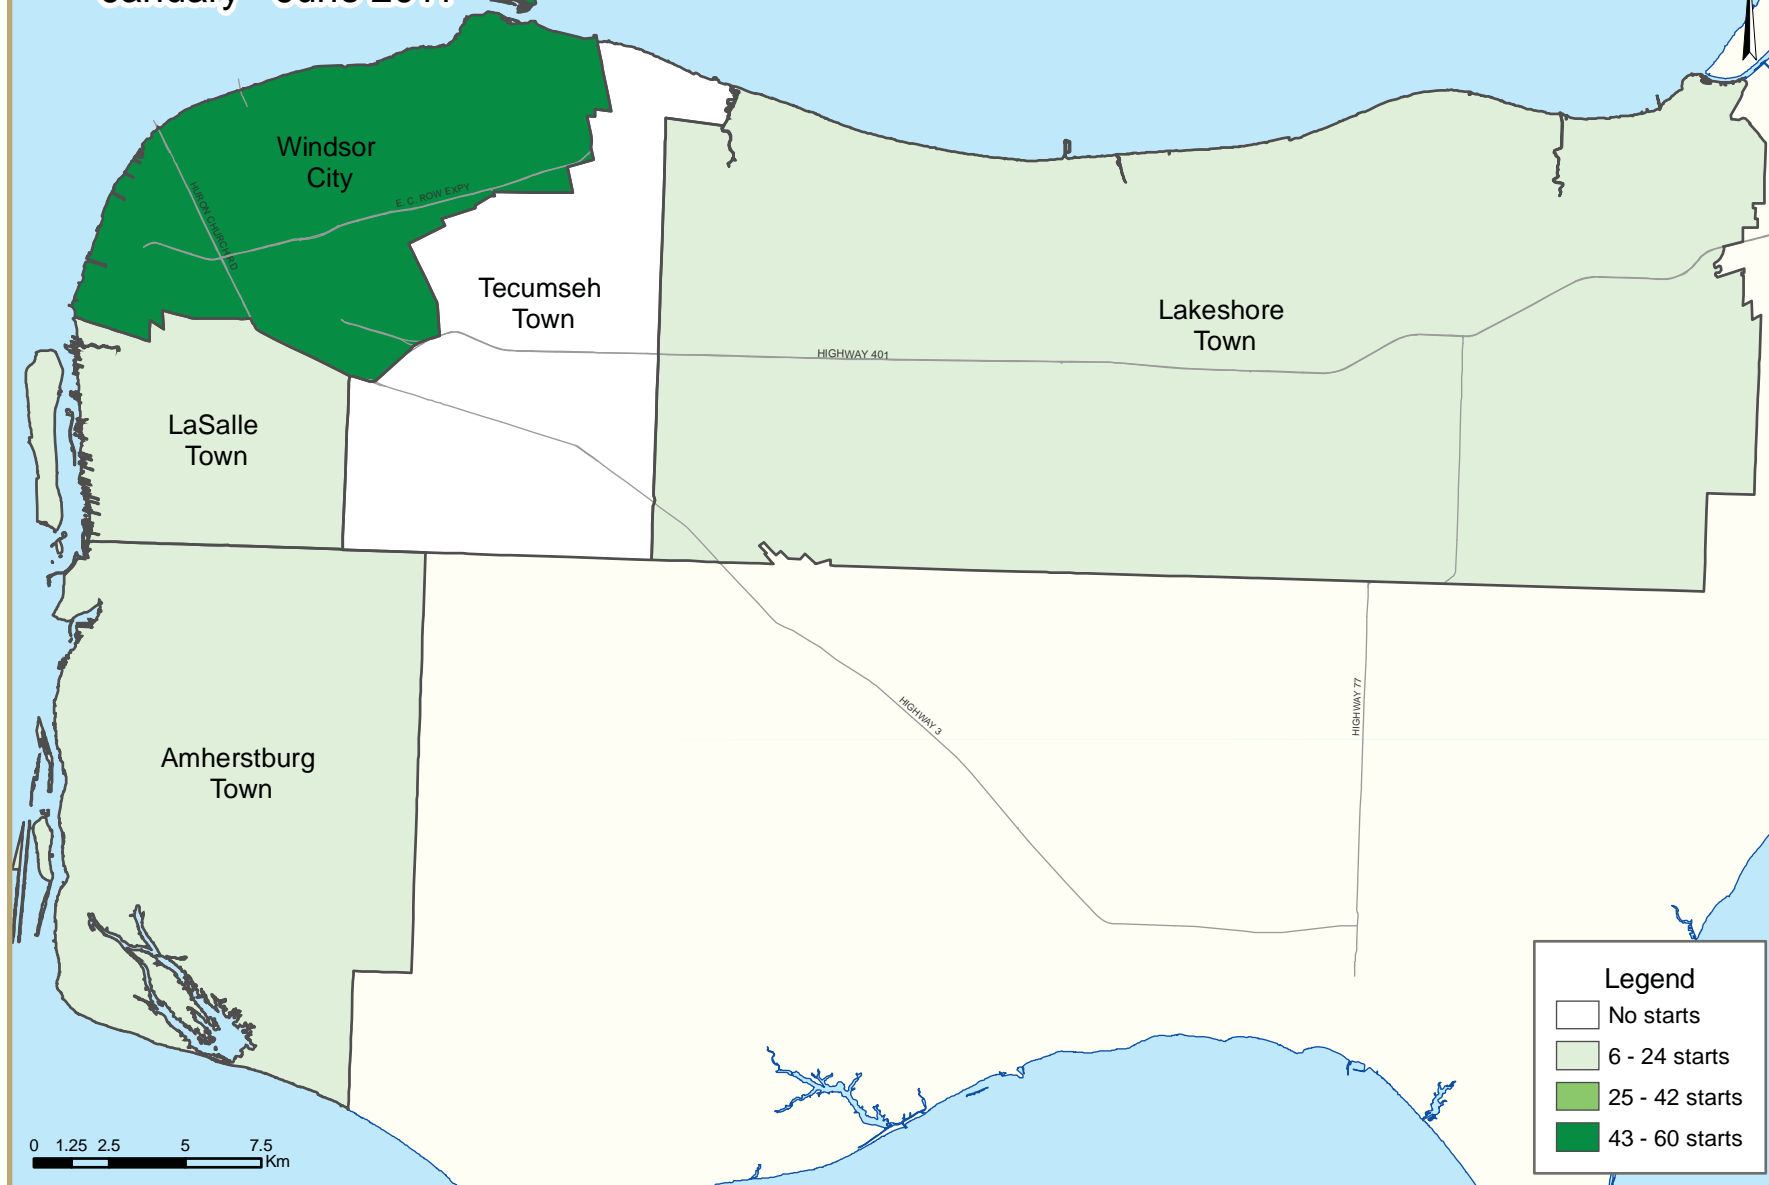 Windsor
City
HURON CHURCH RD
E. C. ROW EXPY
Tecumseh
Town
Lakeshore
Town
HIGHWAY 401
LaSalle
Town
HIGHWAY 3
HIGHWAY 77
Amherstburg
Town
Legend
No starts
6 - 24 starts
25 - 42 starts
43 - 60 starts
0 1.25 2.5 5 7.5
Km